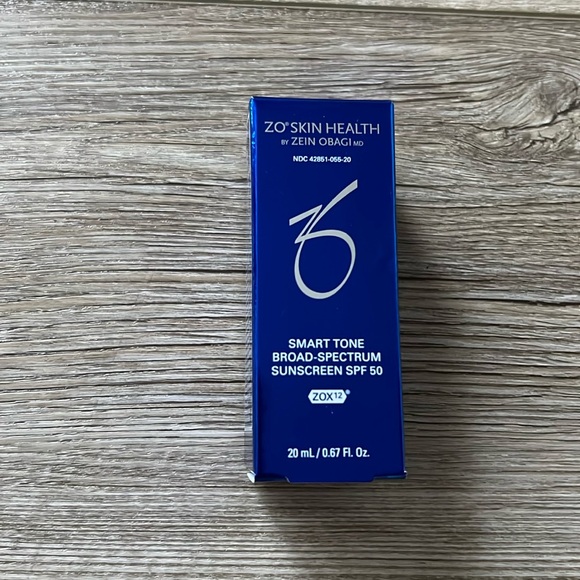 ZO® SKIN HEALTH
BY ZEIN OBAGI MD
NDC 42851-055-20
SMART TONE
BROAD-SPECTRUM
SUNSCREEN SPF 50
ZOX12®
20 mL / 0.67 Fl. Oz.